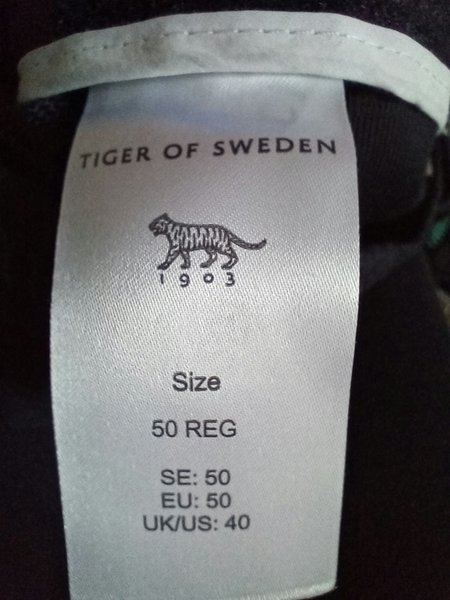 TIGER OF SWEDEN
1903
Size
50 REG
SE: 50
EU: 50
UK/US: 40